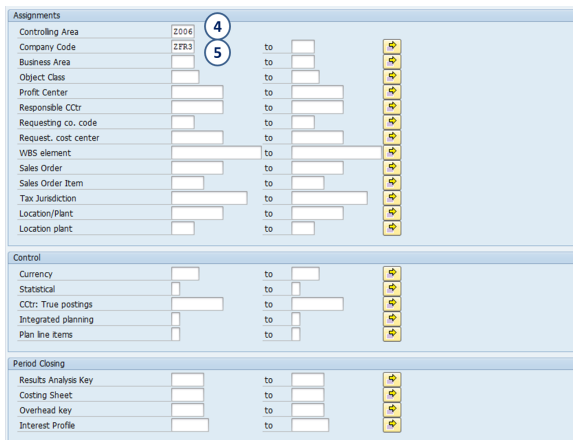 Assignments
Controlling Area Z006 4
Company Code ZFR3 5 to
Business Area to
Object Class to
Profit Center to
Responsible CCtr to
Requesting co. code to
Request. cost center to
WBS element to
Sales Order to
Sales Order Item to
Tax Jurisdiction to
Location/Plant to
Location plant to
Control
Currency to
Statistical to
CCtr: True postings to
Integrated planning to
Plan line items to
Period Closing
Results Analysis Key to
Costing Sheet to
Overhead key to
Interest Profile to